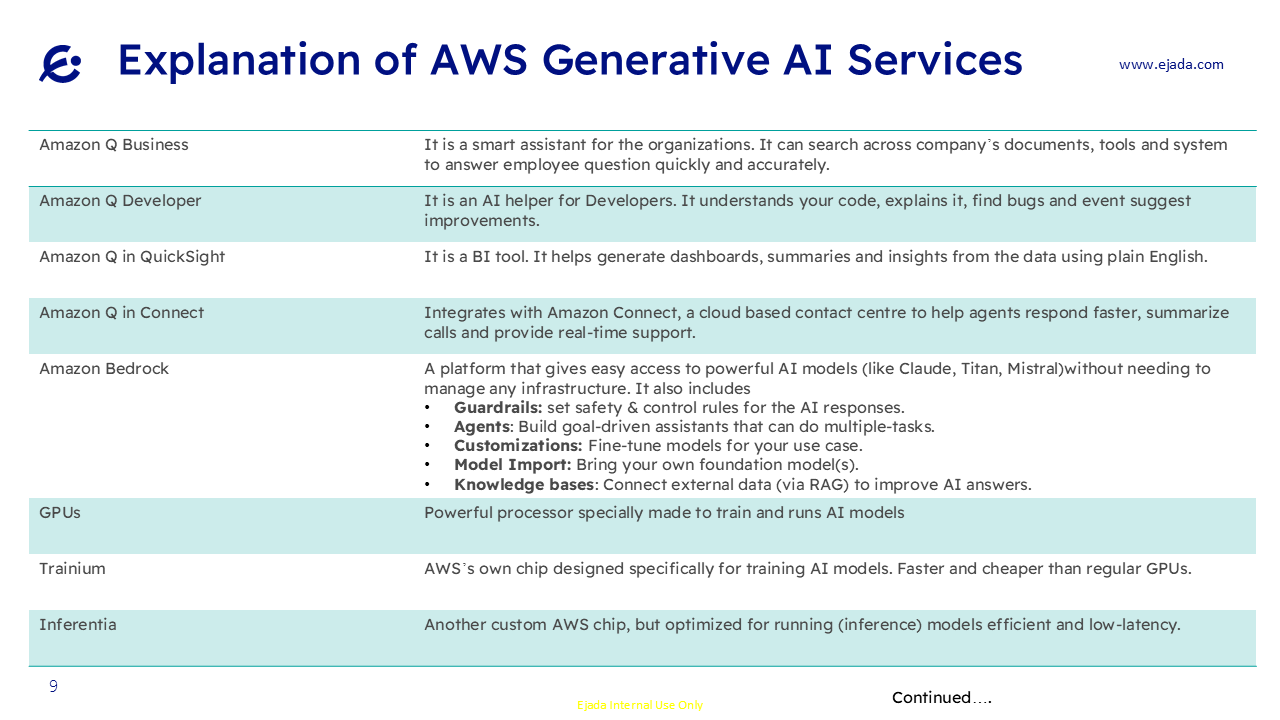 Explanation of AWS Generative AI Services
www.ejada.com
Amazon Q Business
It is a smart assistant for the organizations. It can search across company’s documents, tools and system
to answer employee question quickly and accurately.
Amazon Q Developer
It is an AI helper for Developers. It understands your code, explains it, find bugs and event suggest
improvements.
Amazon Q in QuickSight
It is a BI tool. It helps generate dashboards, summaries and insights from the data using plain English.
Amazon Q in Connect
Integrates with Amazon Connect, a cloud based contact centre to help agents respond faster, summarize
calls and provide real-time support.
Amazon Bedrock
A platform that gives easy access to powerful AI models (like Claude, Titan, Mistral)without needing to
manage any infrastructure. It also includes
• Guardrails: set safety & control rules for the AI responses.
• Agents: Build goal-driven assistants that can do multiple-tasks.
• Customizations: Fine-tune models for your use case.
• Model Import: Bring your own foundation model(s).
• Knowledge bases: Connect external data (via RAG) to improve AI answers.
GPUs
Powerful processor specially made to train and runs AI models
Trainium
AWS’s own chip designed specifically for training AI models. Faster and cheaper than regular GPUs.
Inferentia
Another custom AWS chip, but optimized for running (inference) models efficient and low-latency.
9
Ejada Internal Use Only
Continued….